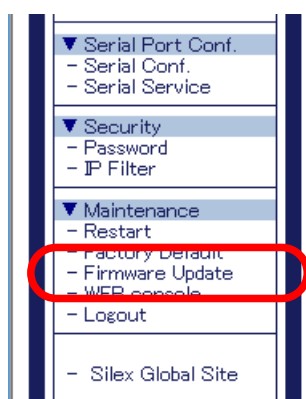 ▼ Serial Port Conf.
- Serial Conf.
- Serial Service
▼ Security
- Password
- IP Filter
▼ Maintenance
- Restart
- Factory Default
- Firmware Update
- WEB console
- Logout
- Silex Global Site